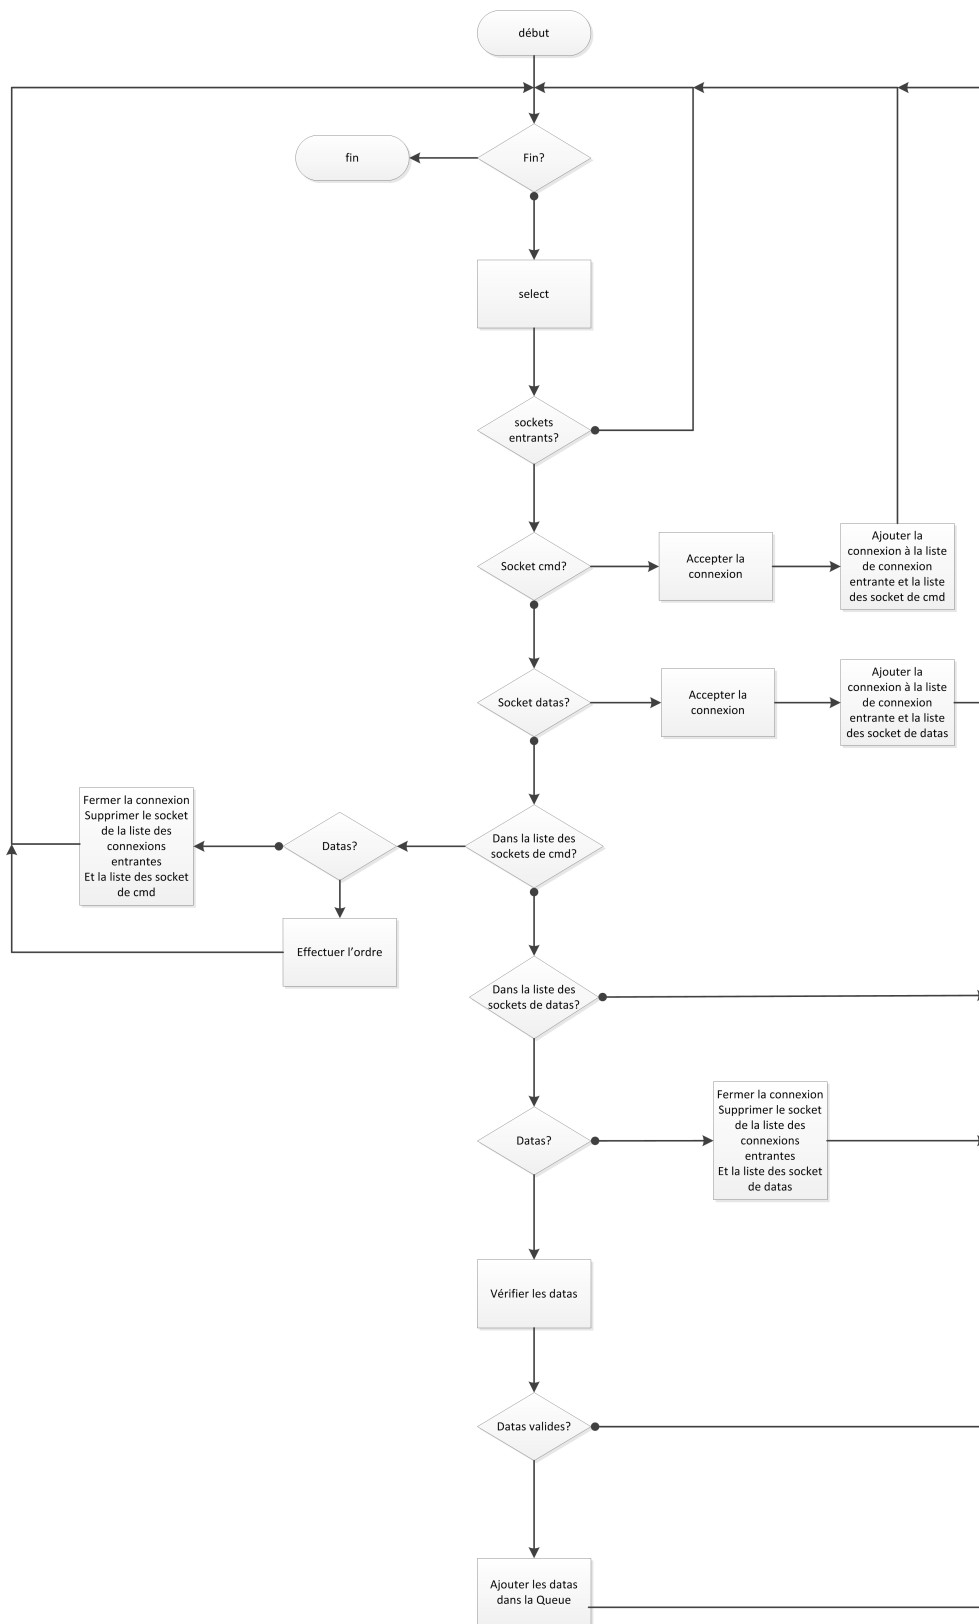 début
Fin?
fin
select
sockets
entrants?
Socket cmd?
Accepter la
connexion
Ajouter la
connexion à la liste
de connexion
entrante et la liste
des socket de cmd
Socket datas?
Accepter la
connexion
Ajouter la
connexion à la liste
de connexion
entrante et la liste
des socket de datas
Fermer la connexion
Supprimer le socket
de la liste des
connexions
entrantes
Et la liste des socket
de cmd
Datas?
Dans la liste des
sockets de cmd?
Effectuer l’ordre
Dans la liste des
sockets de datas?
Datas?
Fermer la connexion
Supprimer le socket
de la liste des
connexions
entrantes
Et la liste des socket
de datas
Vérifier les datas
Datas valides?
Ajouter les datas
dans la Queue